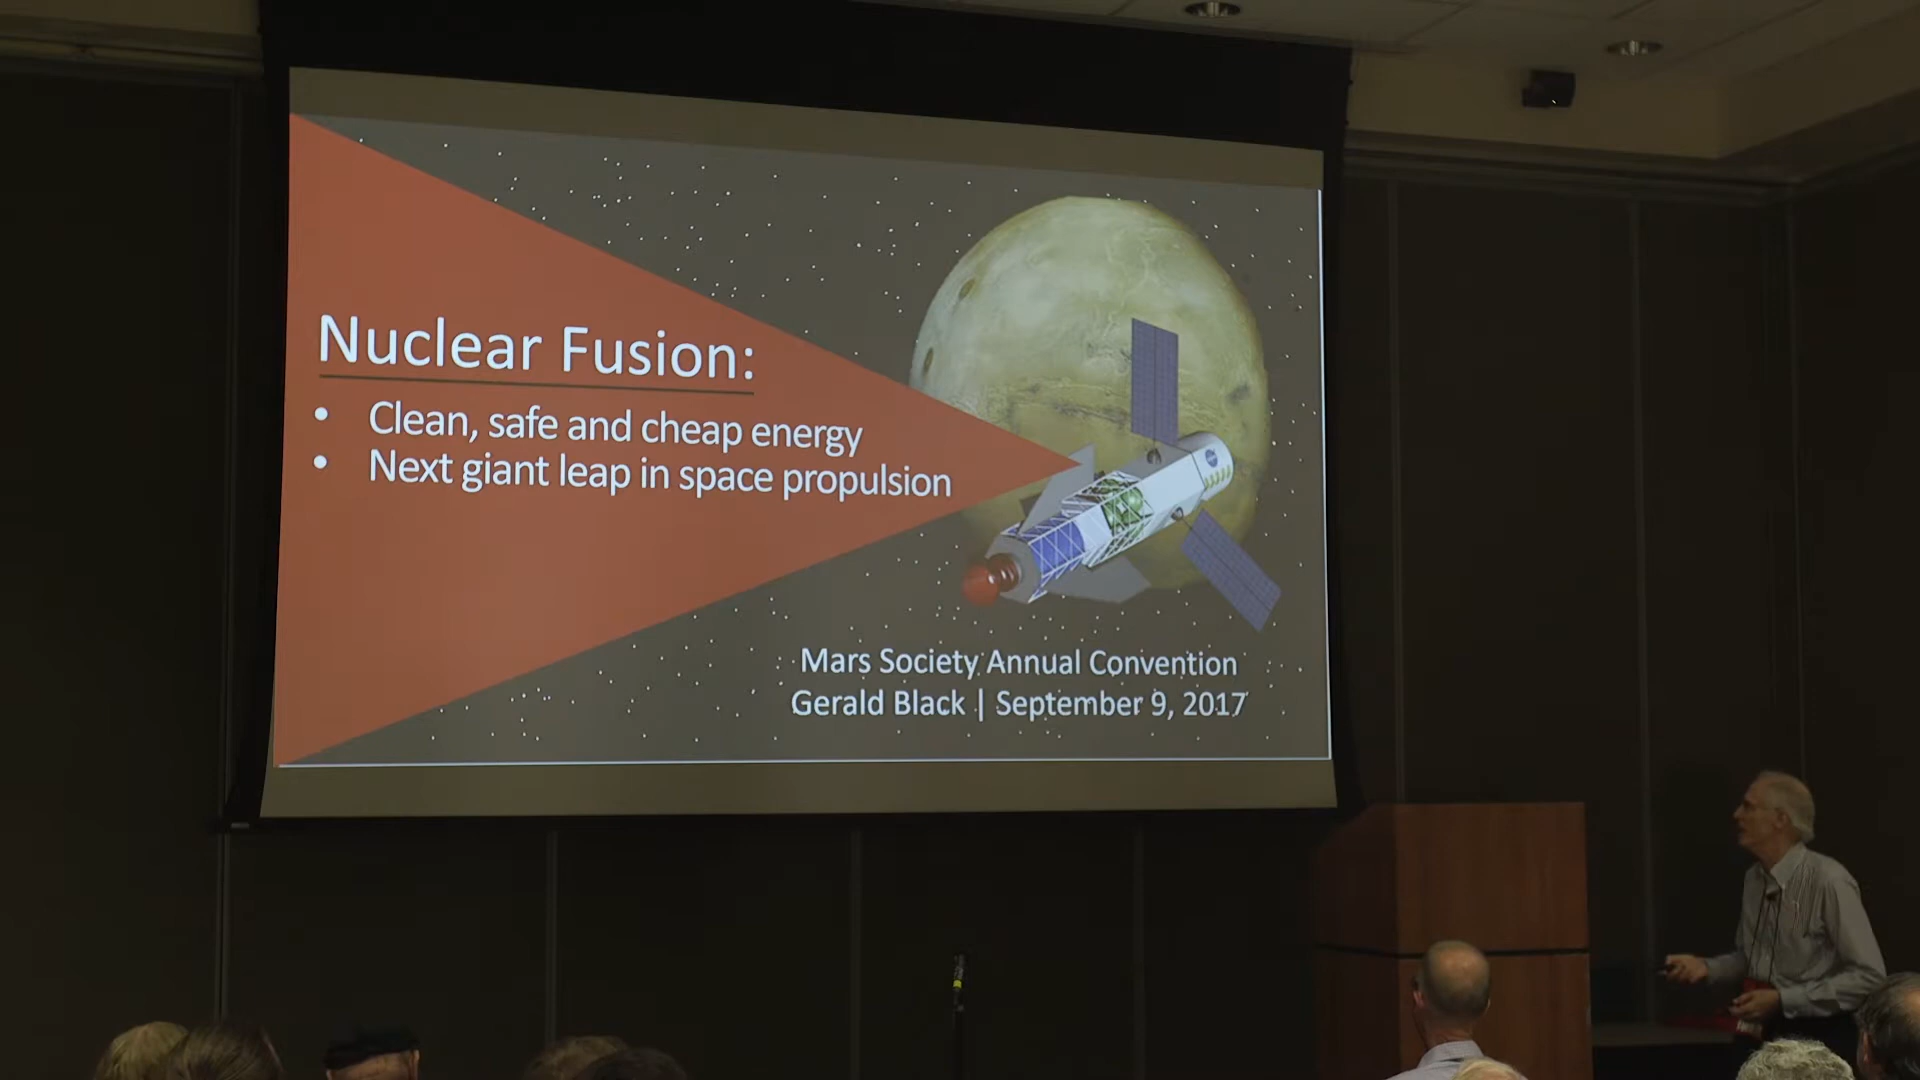 Nuclear Fusion:
• Clean, safe and cheap energy
• Next giant leap in space propulsion
Mars Society Annual Convention
Gerald Black | September 9, 2017